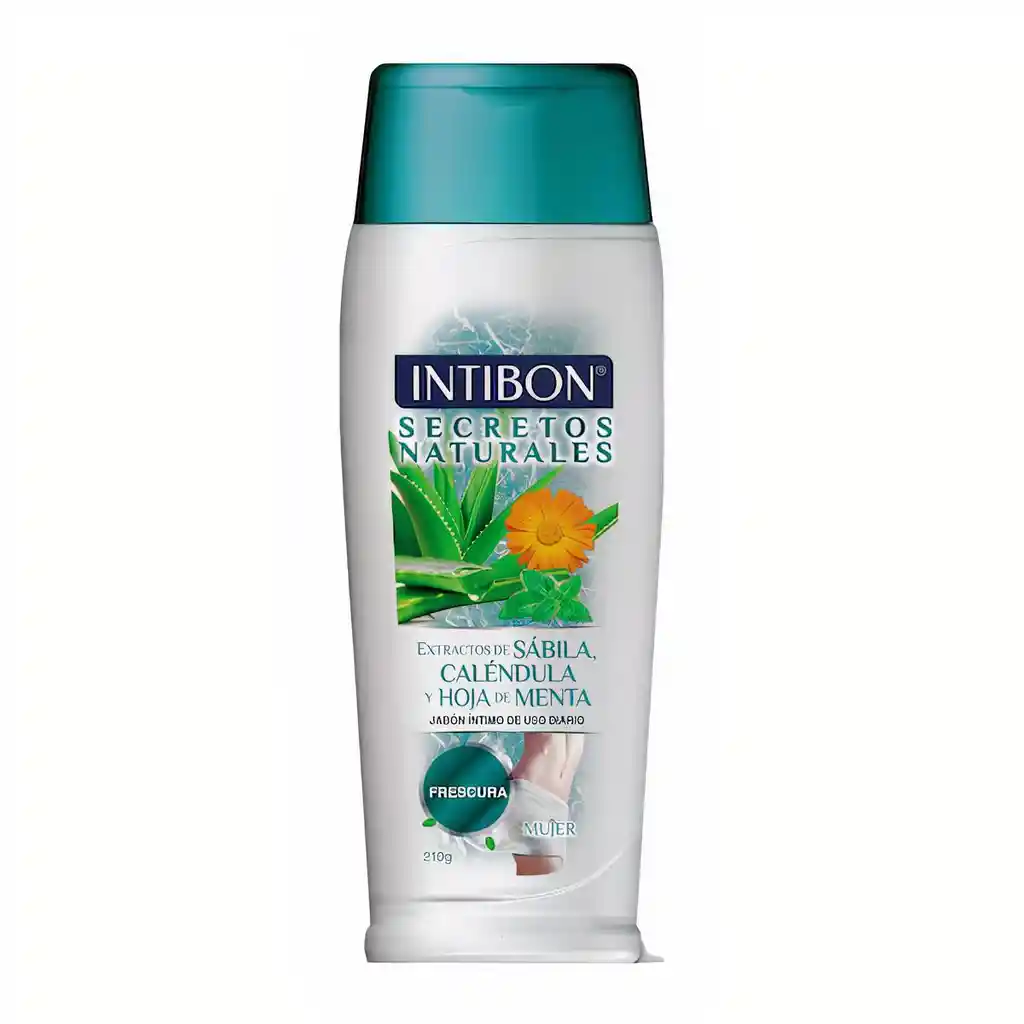 INTIBON®
SECRETOS
NATURALES
EXTRACTOS DE SÁBILA,
CALÉNDULA
Y HOJA DE MENTA
JABÓN ÍNTIMO DE USO DIARIO
FRESCURA
MUJER
210g